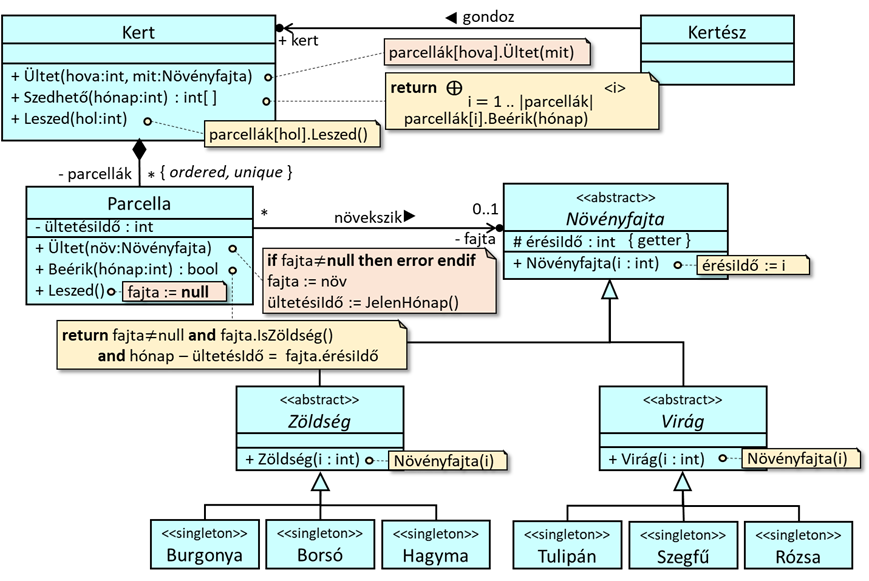 ◀ gondoz
Kert
+ kert
Kertész
+ Ültet(hova:int, mit:Növényfajta)
+ Szedhető(hónap:int) : int[ ]
+ Leszed(hol:int)
parcellák[hova].Ültet(mit)
return ⊕ <i>
i = 1 .. |parcellák|
parcellák[i].Beérik(hónap)
parcellák[hol].Leszed()
- parcellák * { ordered, unique }
Parcella
- ültetésiIdő : int
+ Ültet(növ:Növényfajta)
+ Beérik(hónap:int) : bool
+ Leszed()
fajta := null
* növekszik▶ 0..1
- fajta
if fajta≠null then error endif
fajta := növ
ültetésiIdő := JelenHónap()
<<abstract>>
Növényfajta
# érésiIdő : int { getter }
+ Növényfajta(i : int)
érésiIdő := i
return fajta≠null and fajta.IsZöldség()
and hónap – ültetésIdő = fajta.érésiIdő
<<abstract>>
Zöldség
+ Zöldség(i : int)
Növényfajta(i)
<<abstract>>
Virág
+ Virág(i : int)
Növényfajta(i)
<<singleton>>
Burgonya
<<singleton>>
Borsó
<<singleton>>
Hagyma
<<singleton>>
Tulipán
<<singleton>>
Szegfű
<<singleton>>
Rózsa